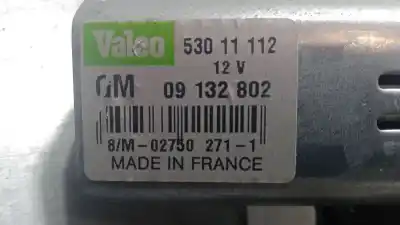 Valeo 530 11 112
12 V
GM 09 132 802
8/M-02750 271-1
MADE IN FRANCE